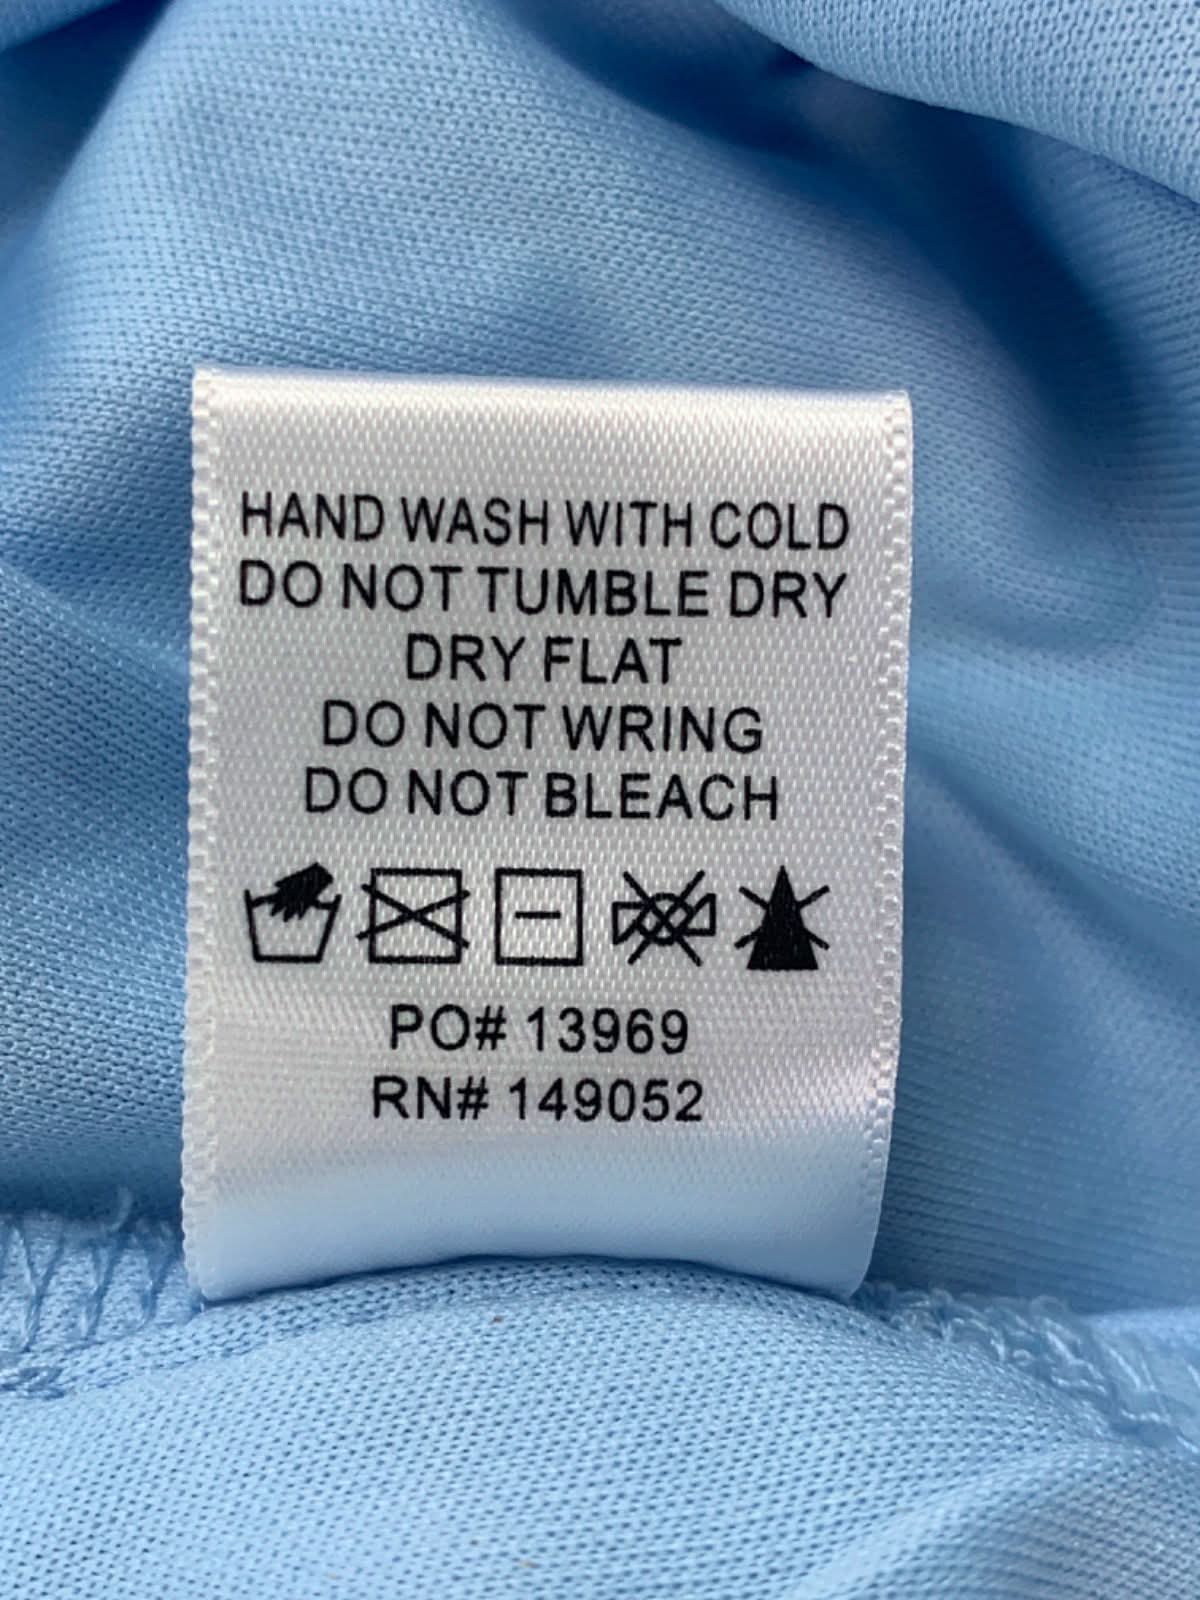 HAND WASH WITH COLD
DO NOT TUMBLE DRY
DRY FLAT
DO NOT WRING
DO NOT BLEACH
PO# 13969
RN# 149052